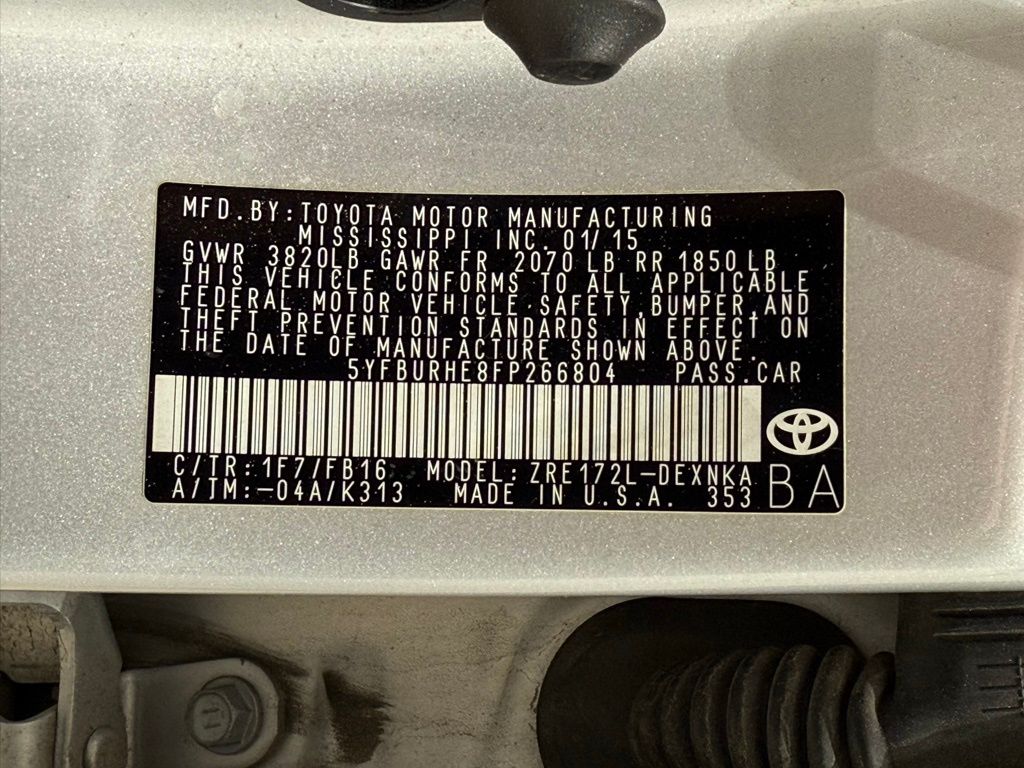 MFD.BY:TOYOTA MOTOR MANUFACTURING
MISSISSIPPI INC. 01/15
GVWR 3820LB GAWR FR 2070 LB RR 1850 LB
THIS VEHICLE CONFORMS TO ALL APPLICABLE
FEDERAL MOTOR VEHICLE SAFETY,BUMPER,AND
THEFT PREVENTION STANDARDS IN EFFECT ON
THE DATE OF MANUFACTURE SHOWN ABOVE.
5YFBURHE8FP266804 PASS.CAR
C/TR:1F7/FB16 MODEL:ZRE172L-DEXNKA
A/TM:-04A/K313 MADE IN U.S.A. 353 BA